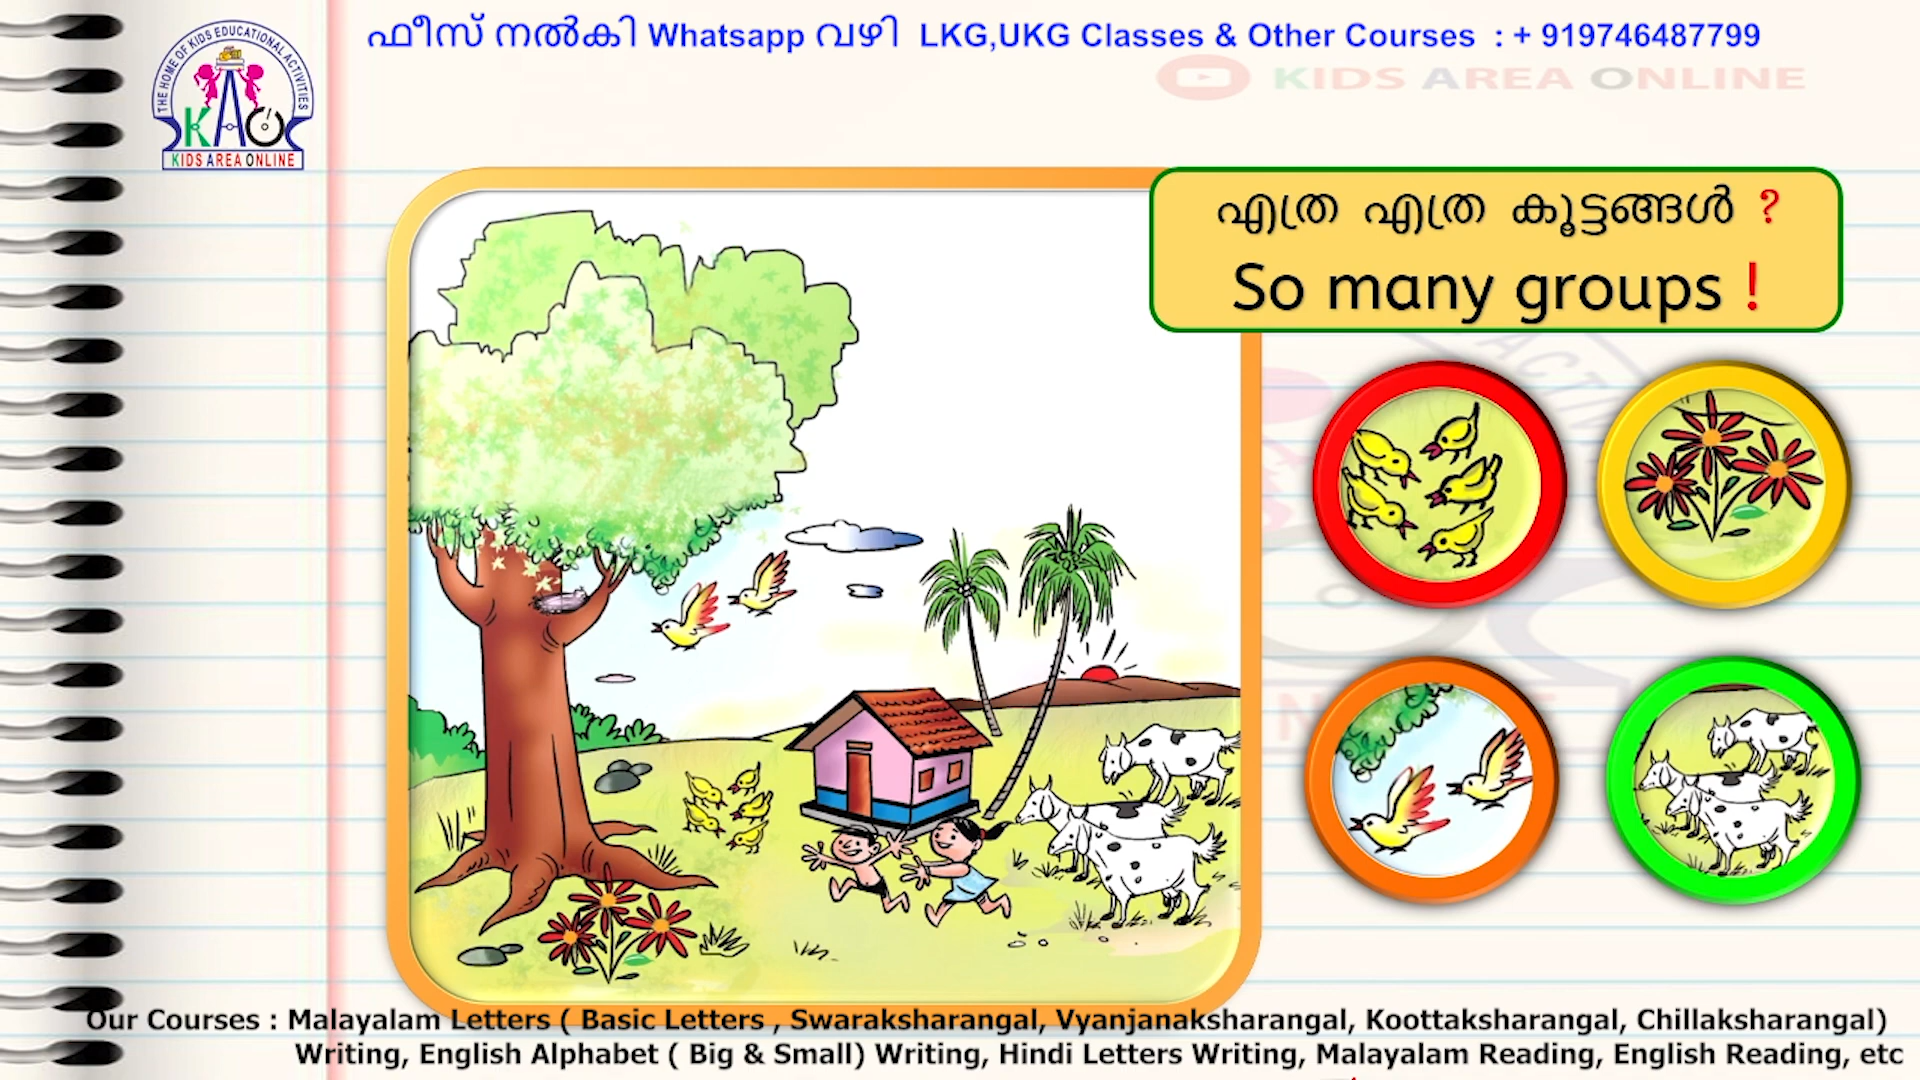 ഫീസ് നൽകി Whatsapp വഴി LKG,UKG Classes & Other Courses : + 919746487799
KIDS AREA ONLINE
THE HOME OF KIDS EDUCATIONAL ACTIVITIES
KAO
KIDS AREA ONLINE
എത്ര എത്ര കൂട്ടങ്ങൾ ?
So many groups !
Our Courses : Malayalam Letters ( Basic Letters , Swaraksharangal, Vyanjanaksharangal, Koottaksharangal, Chillaksharangal)
Writing, English Alphabet ( Big & Small) Writing, Hindi Letters Writing, Malayalam Reading, English Reading, etc